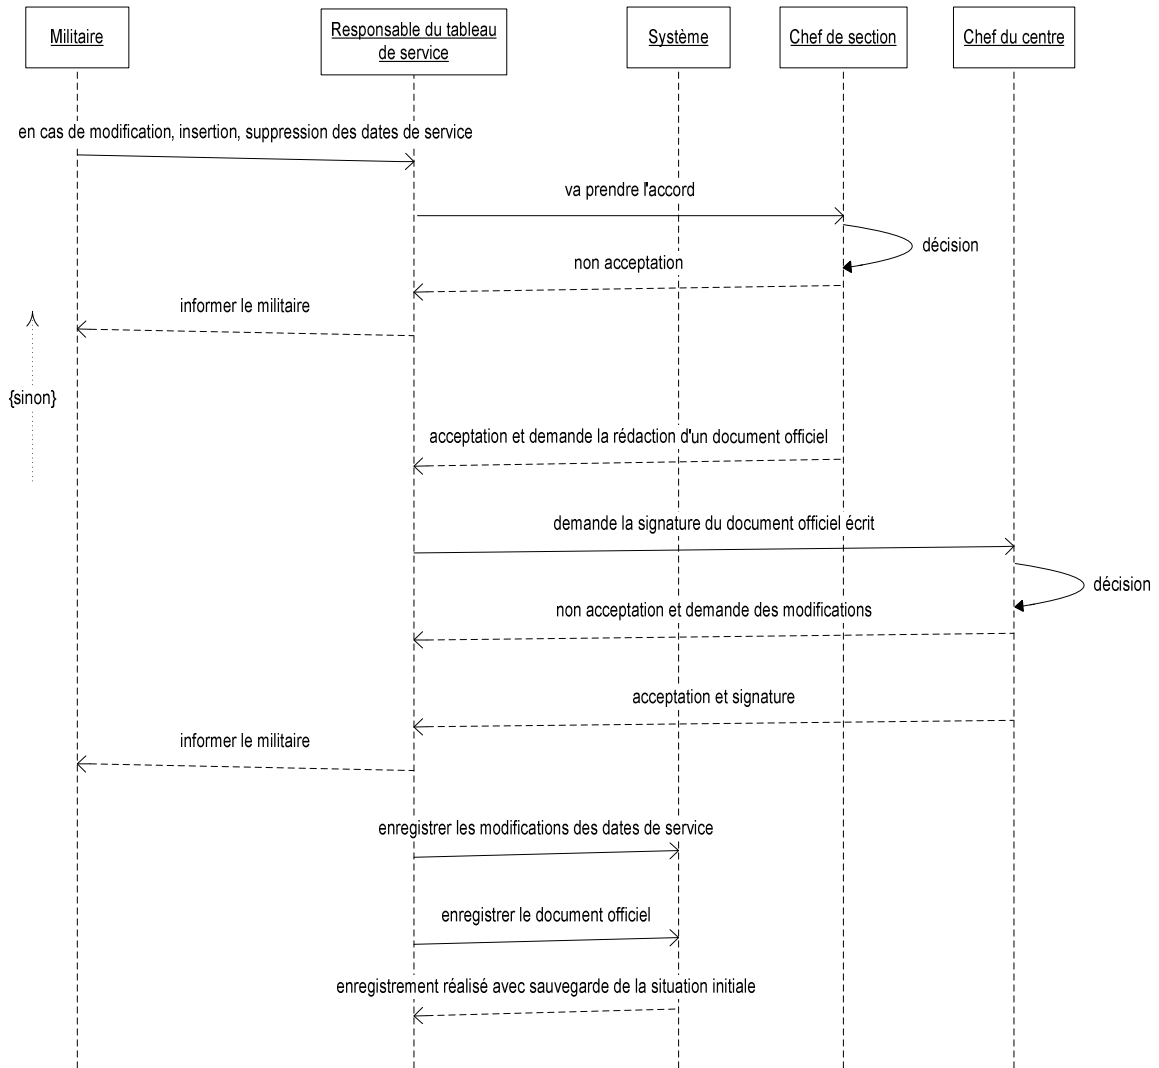 Militaire
Responsable du tableau
de service
Système
Chef de section
Chef du centre
en cas de modification, insertion, suppression des dates de service
va prendre l'accord
décision
non acceptation
informer le militaire
{sinon}
acceptation et demande la rédaction d'un document officiel
demande la signature du document officiel écrit
décision
non acceptation et demande des modifications
acceptation et signature
informer le militaire
enregistrer les modifications des dates de service
enregistrer le document officiel
enregistrement réalisé avec sauvegarde de la situation initiale